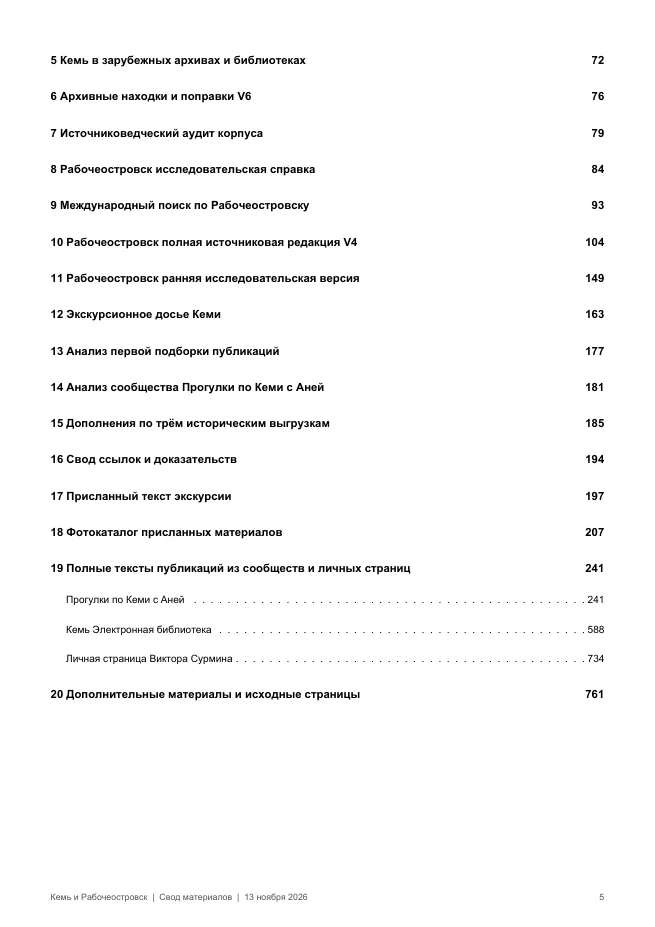 5 Кемь в зарубежных архивах и библиотеках 72
6 Архивные находки и поправки V6 76
7 Источниковедческий аудит корпуса 79
8 Рабочеостровск исследовательская справка 84
9 Международный поиск по Рабочеостровску 93
10 Рабочеостровск полная источниковая редакция V4 104
11 Рабочеостровск ранняя исследовательская версия 149
12 Экскурсионное досье Кеми 163
13 Анализ первой подборки публикаций 177
14 Анализ сообщества Прогулки по Кеми с Аней 181
15 Дополнения по трём историческим выгрузкам 185
16 Свод ссылок и доказательств 194
17 Присланный текст экскурсии 197
18 Фотокаталог присланных материалов 207
19 Полные тексты публикаций из сообществ и личных страниц 241
Прогулки по Кеми с Аней . . . . . . . . . . . . . . . . . . . . . . . . . . . . . . . . . . . . . . 241
Кемь Электронная библиотека . . . . . . . . . . . . . . . . . . . . . . . . . . . . . . . . . . . 588
Личная страница Виктора Сурмина . . . . . . . . . . . . . . . . . . . . . . . . . . . . . . . . . . 734
20 Дополнительные материалы и исходные страницы 761
Кемь и Рабочеостровск | Свод материалов | 13 ноября 2026 5